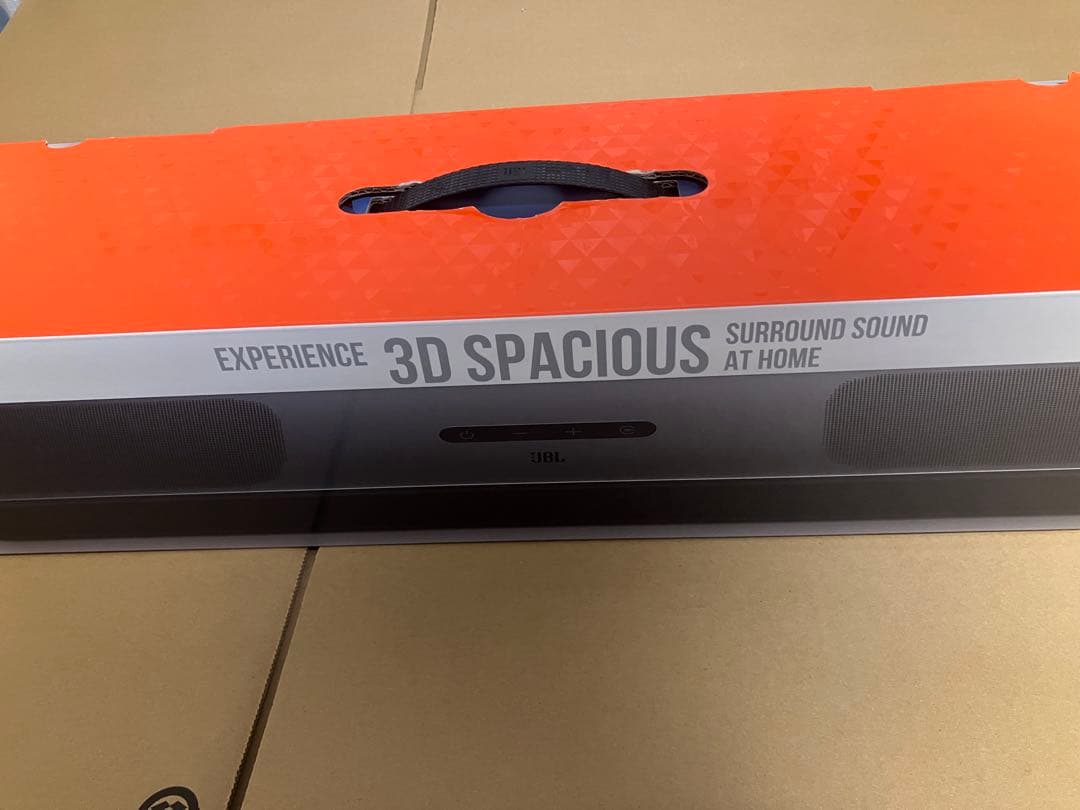 EXPERIENCE 3D SPACIOUS SURROUND SOUND
AT HOME
JBL